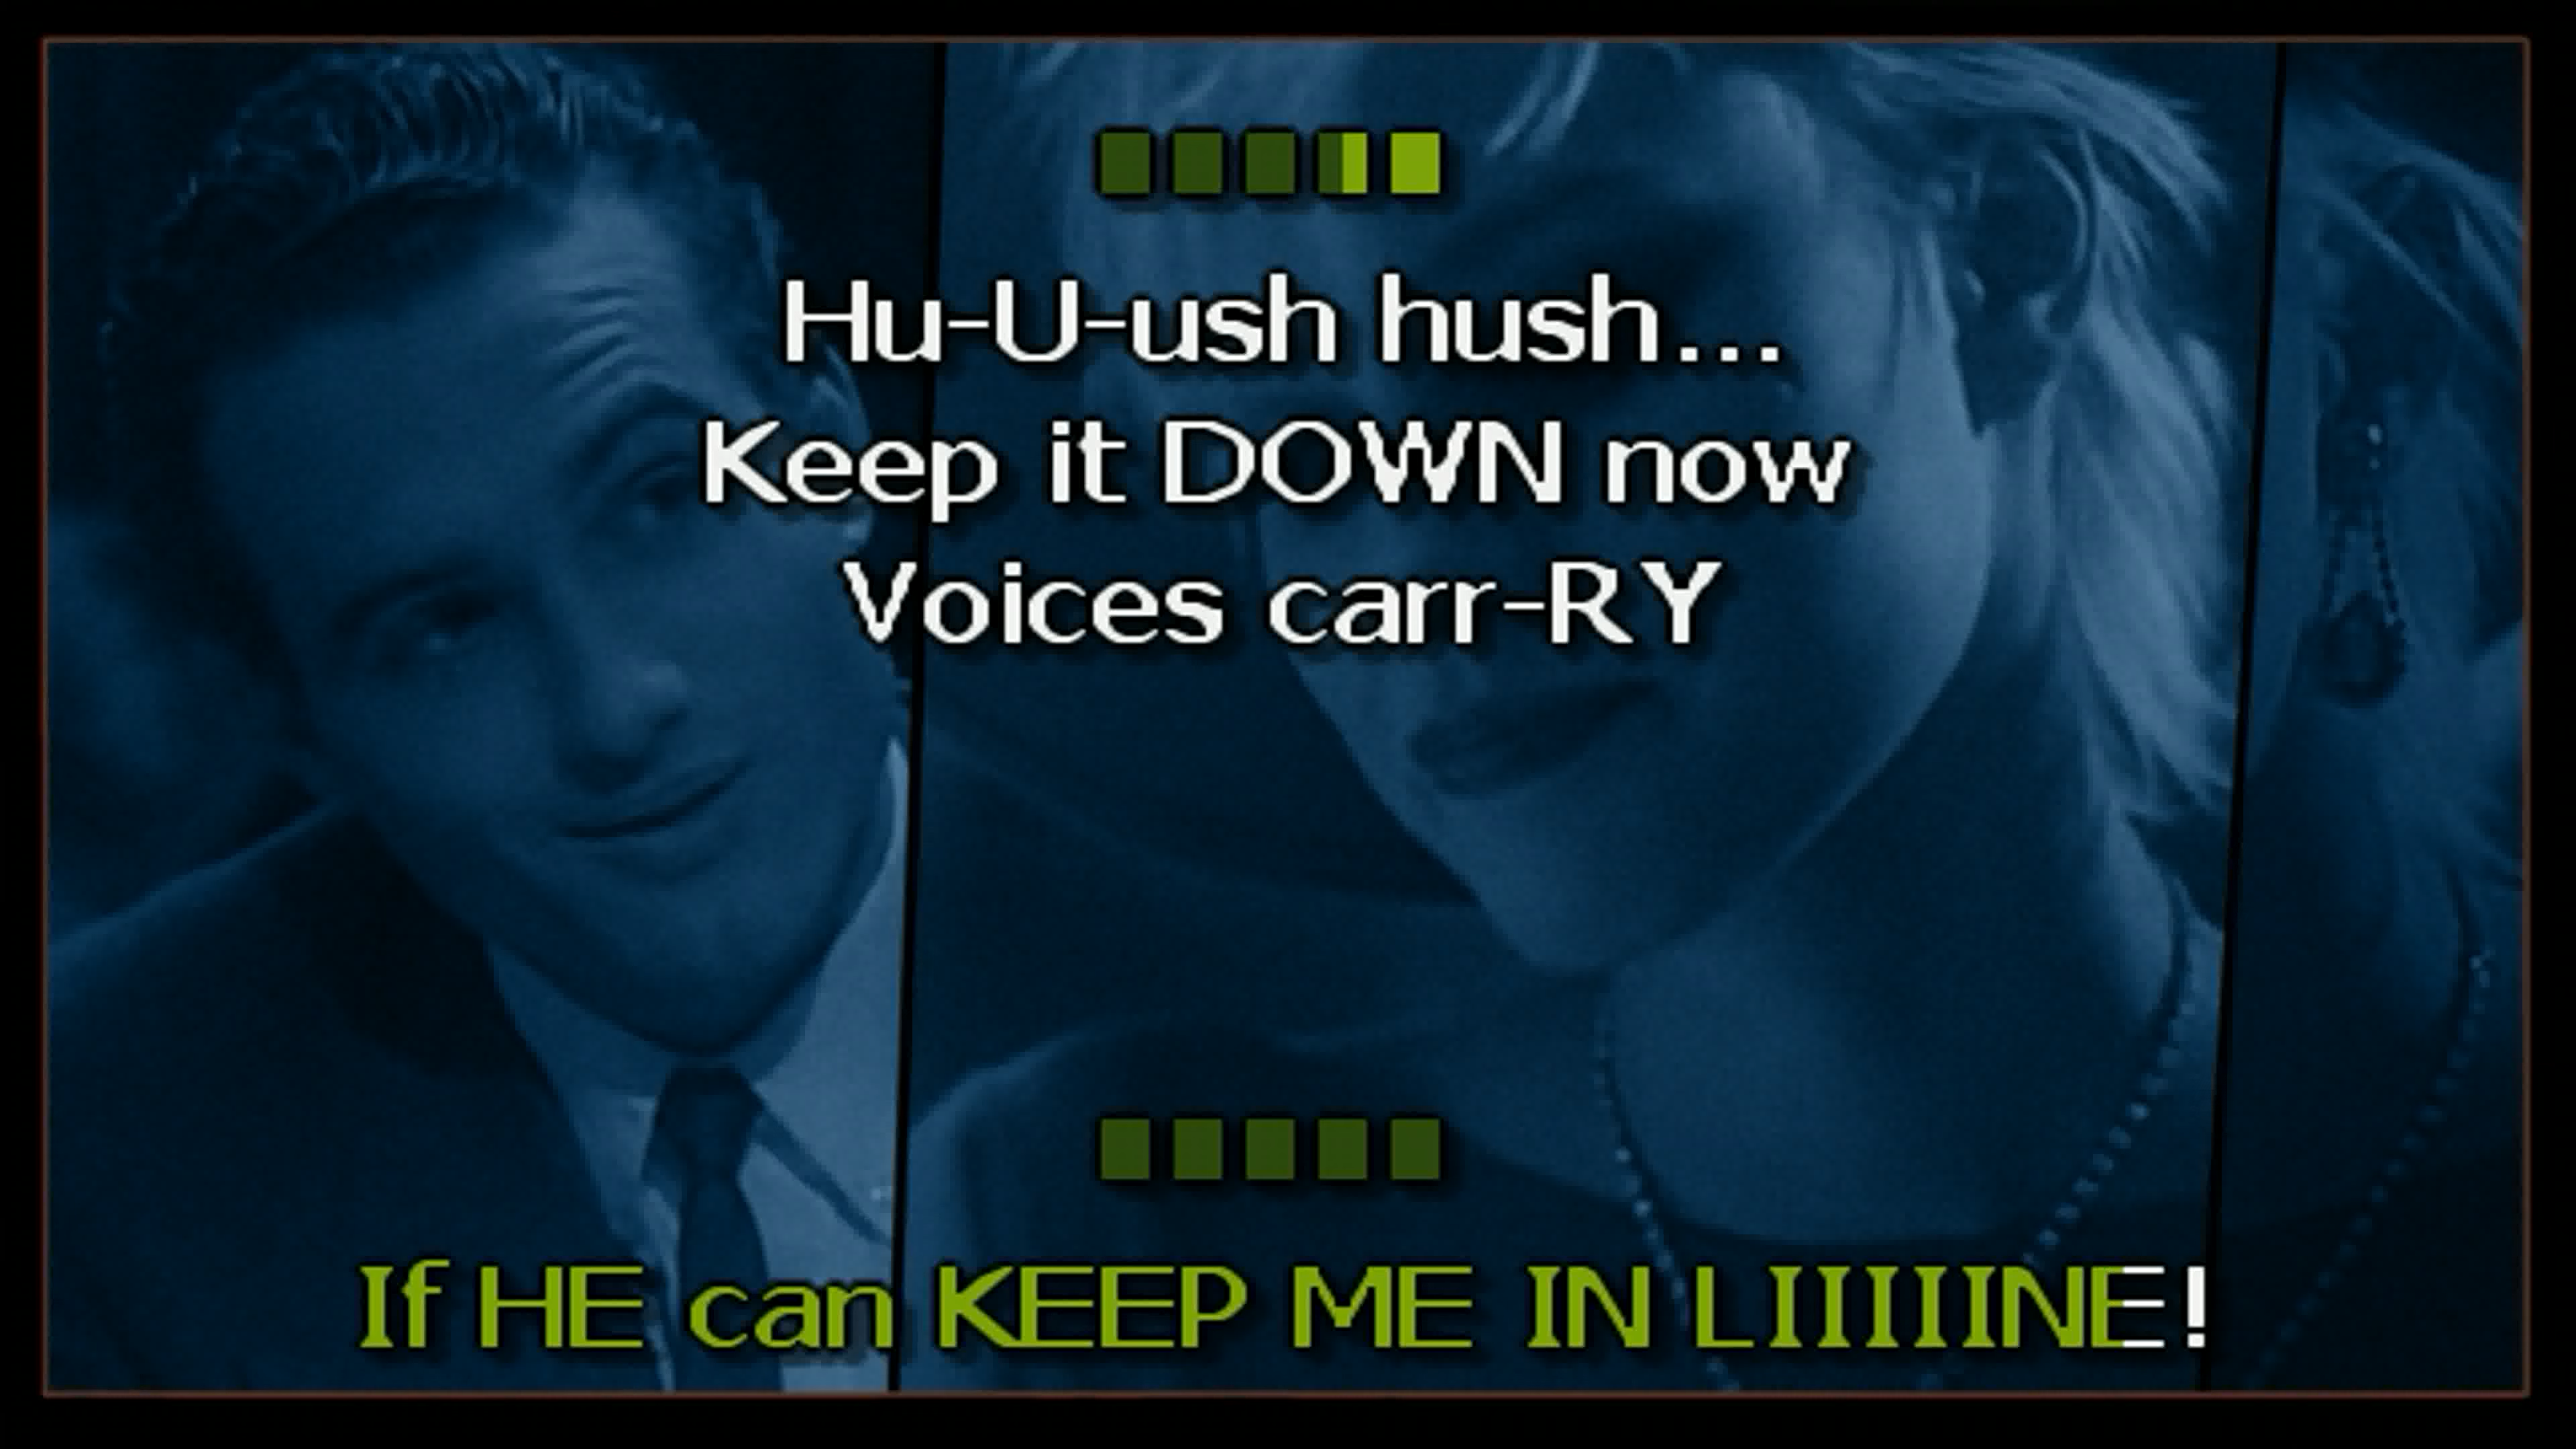 Hu-U-ush hush...
Keep it DOWN now
Voices carr-RY
If HE can KEEP ME IN LIIIIINE!